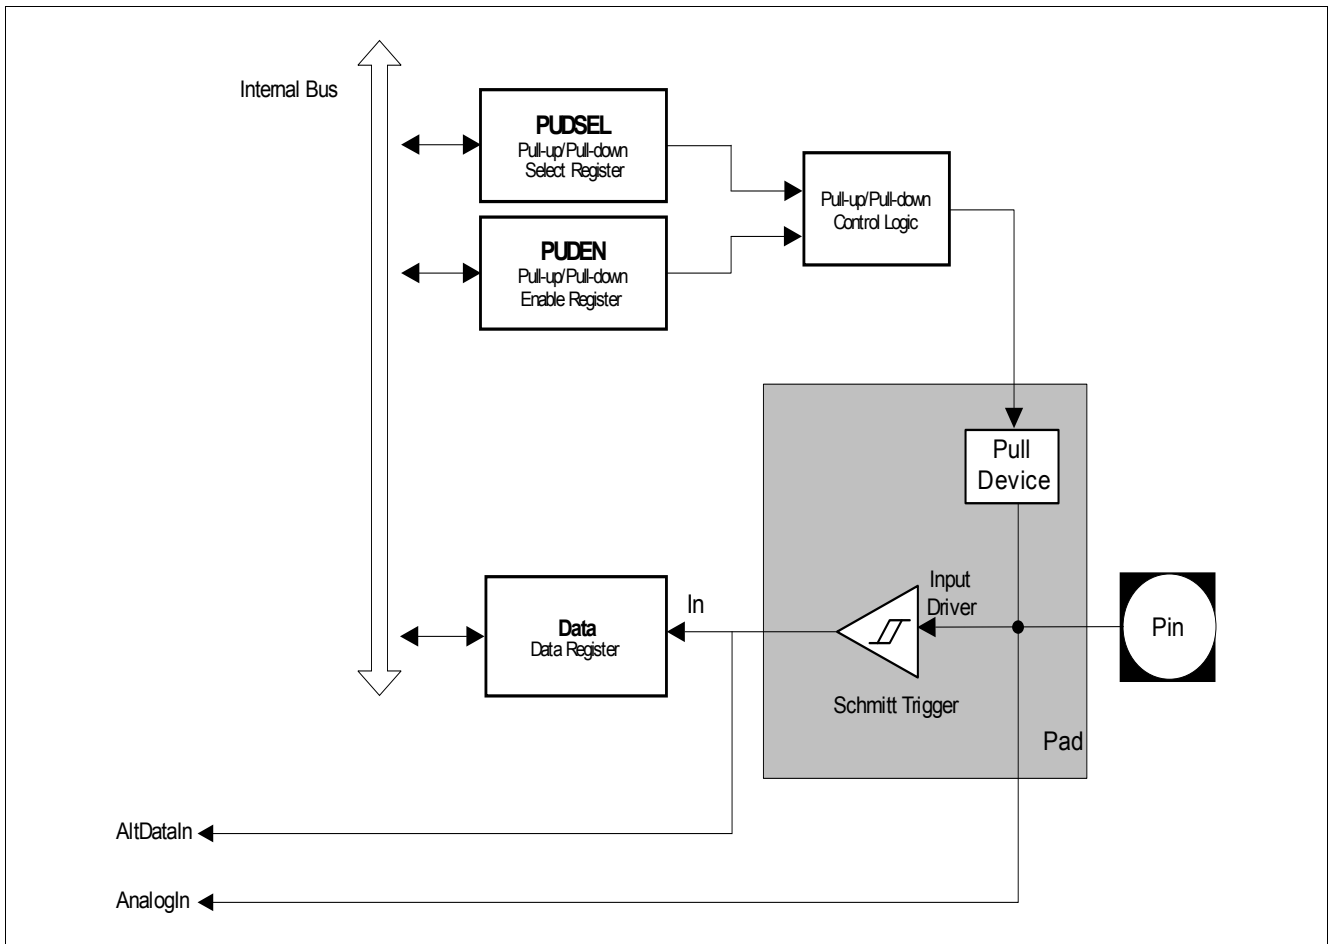 Internal Bus
PUDSEL
Pull-up/Pull-down
Select Register
PUDEN
Pull-up/Pull-down
Enable Register
Pull-up/Pull-down
Control Logic
Pull
Device
Input
Driver
Schmitt Trigger
Pad
Pin
In
Data
Data Register
AltDataIn
AnalogIn